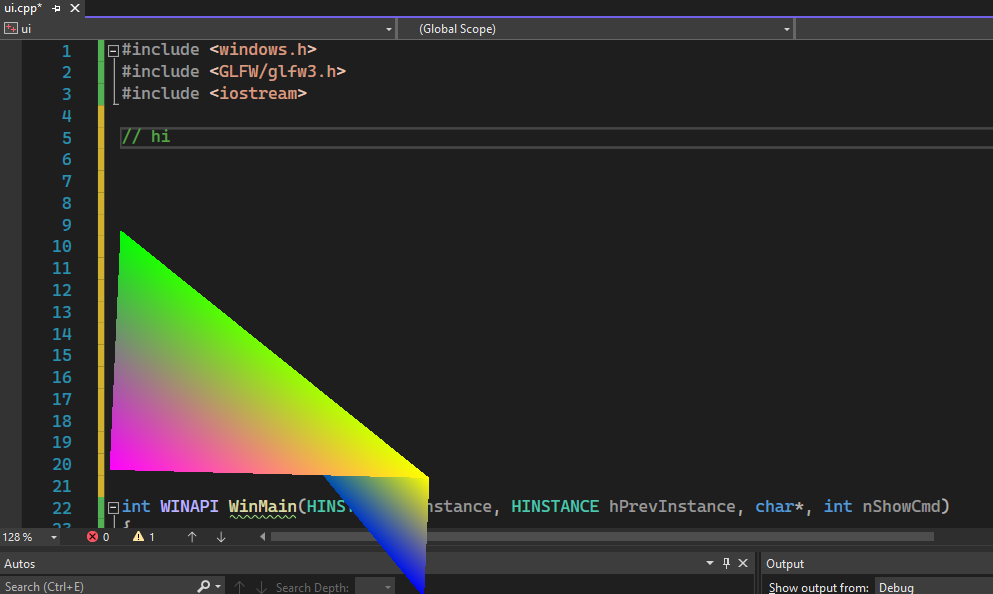 ui.cpp*
ui
(Global Scope)
1 #include <windows.h>
2 #include <GLFW/glfw3.h>
3 #include <iostream>
4
5 // hi
6
7
8
9
10
11
12
13
14
15
16
17
18
19
20
21
22 int WINAPI WinMain(HINST nstance, HINSTANCE hPrevInstance, char*, int nShowCmd)
23 {
128 % 0 1
Autos
Output
Search (Ctrl+E) Search Depth:
Show output from: Debug